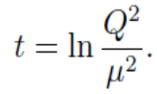 t = ln Q²/μ².